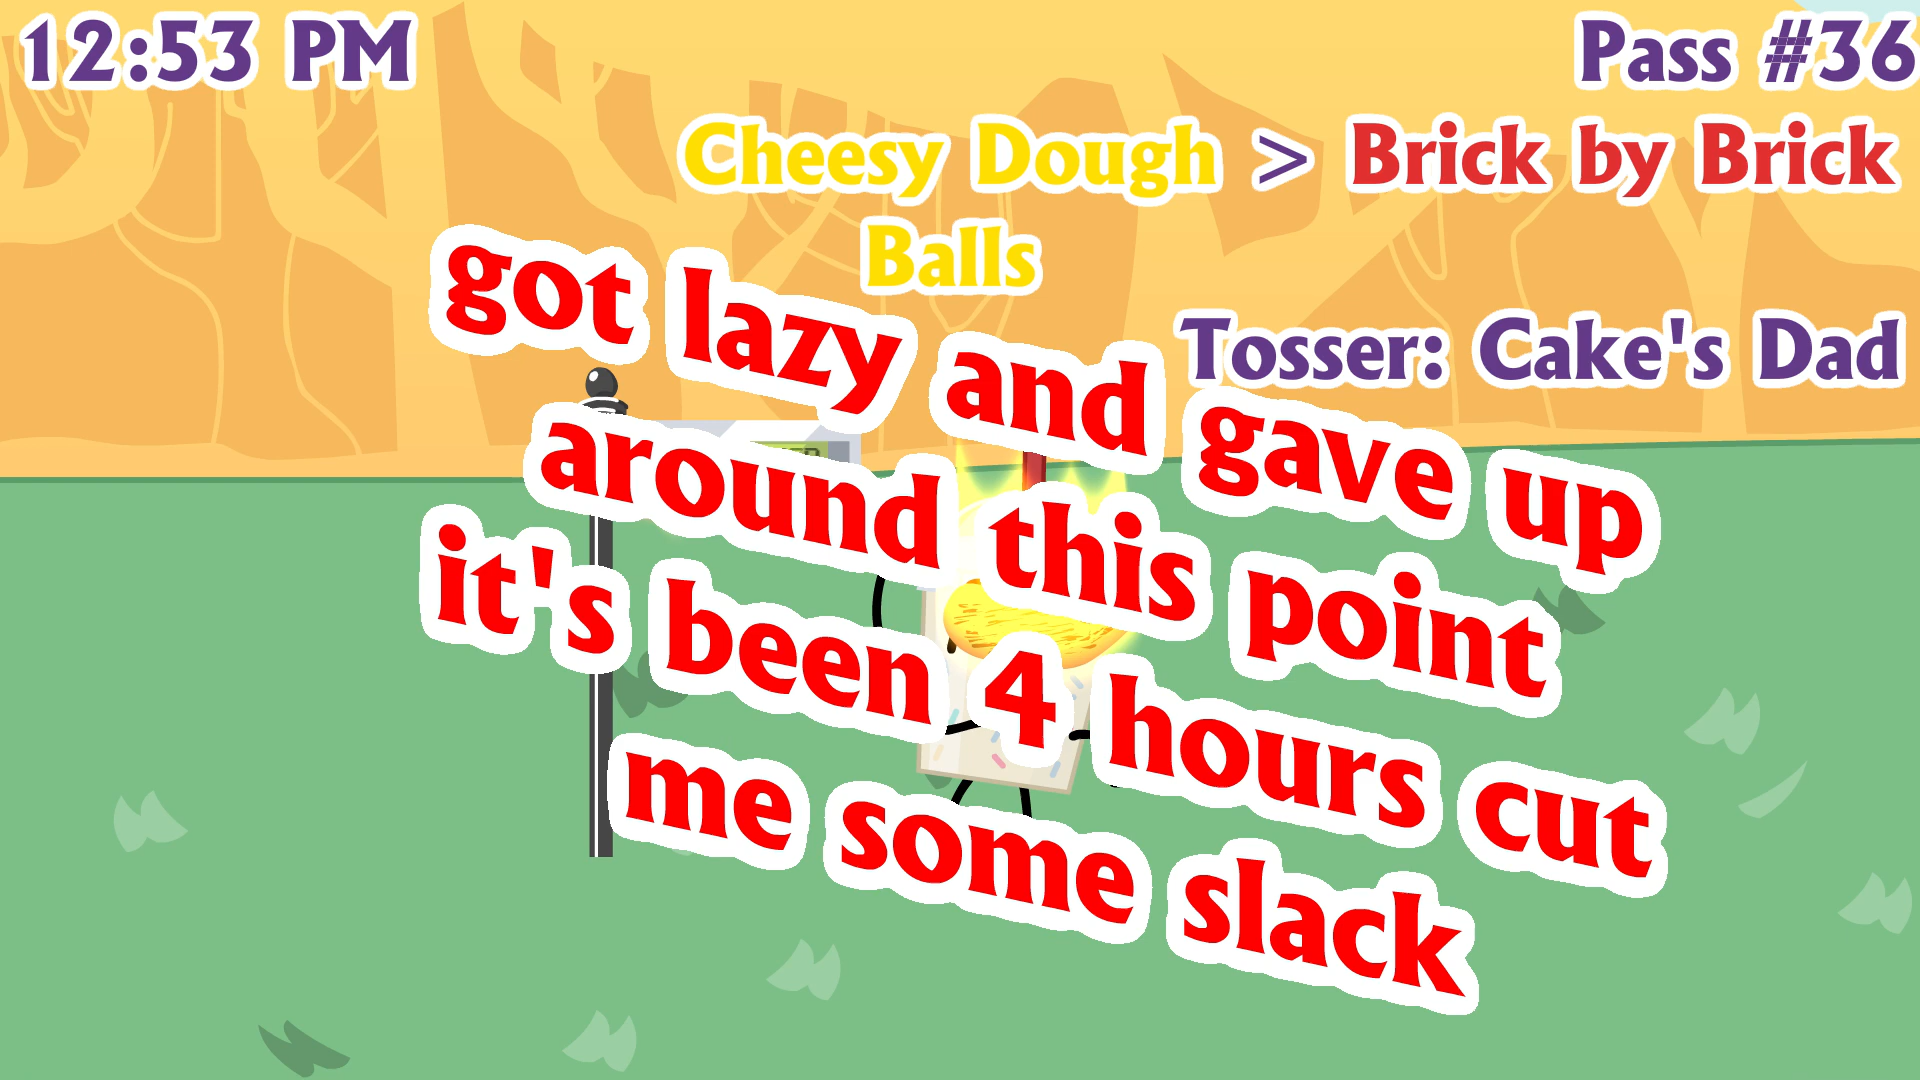 12:53 PM
Pass #36
Cheesy Dough > Brick by Brick
Balls
Tosser: Cake's Dad
got lazy and gave up
around this point
it's been 4 hours cut
me some slack